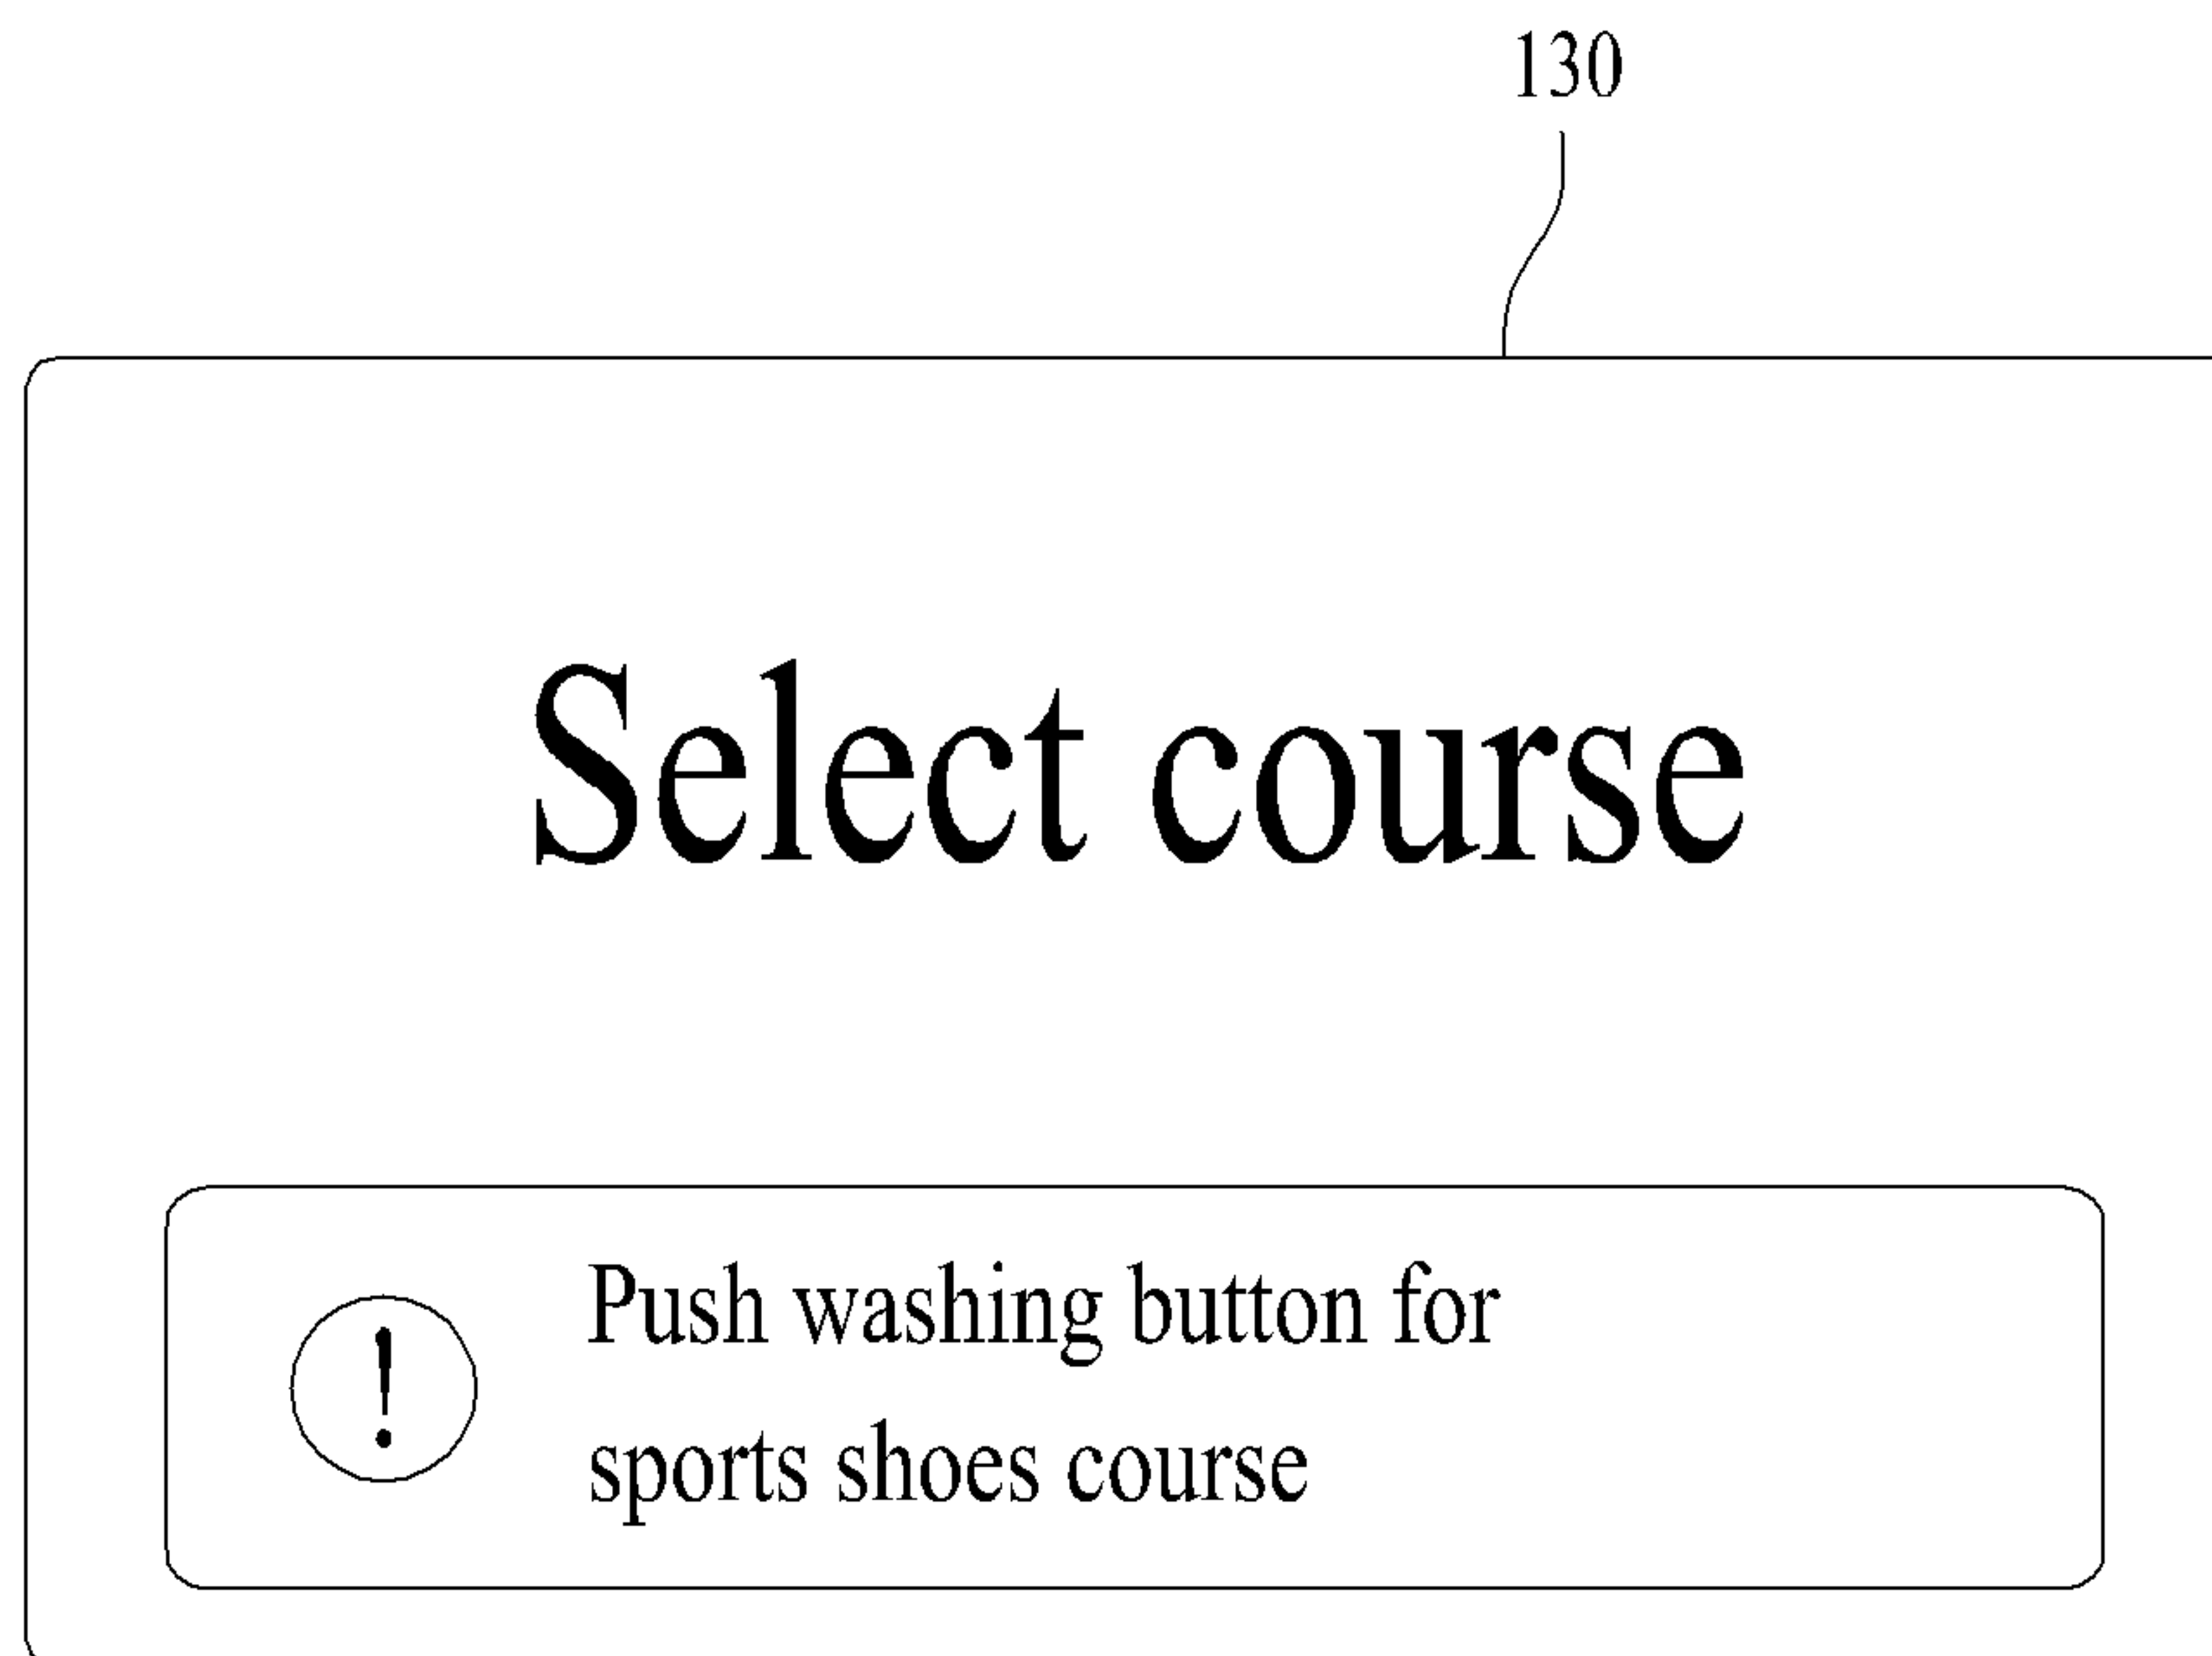 130
Select course
!
Push washing button for
sports shoes course